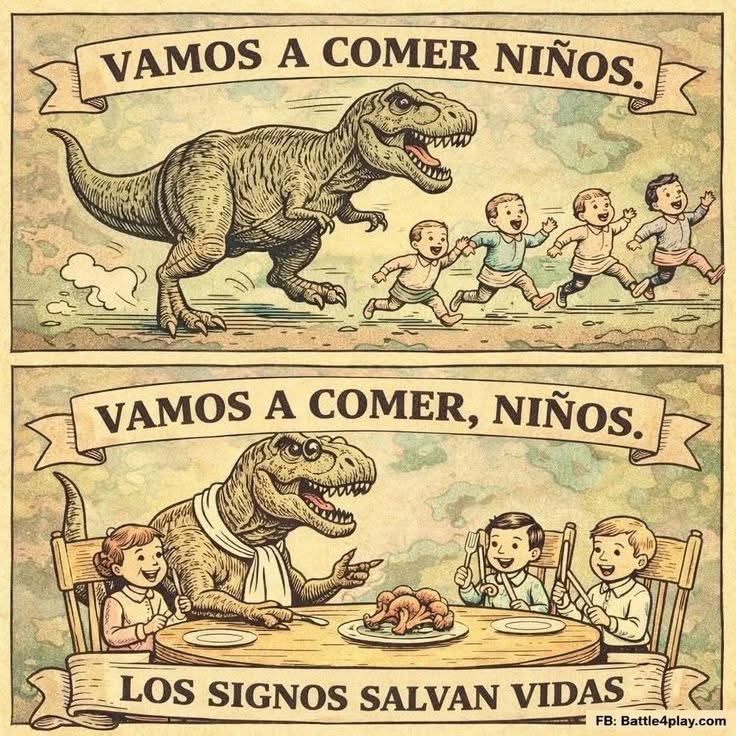 VAMOS A COMER NIÑOS.
VAMOS A COMER, NIÑOS.
LOS SIGNOS SALVAN VIDAS
FB: Battle4play.com